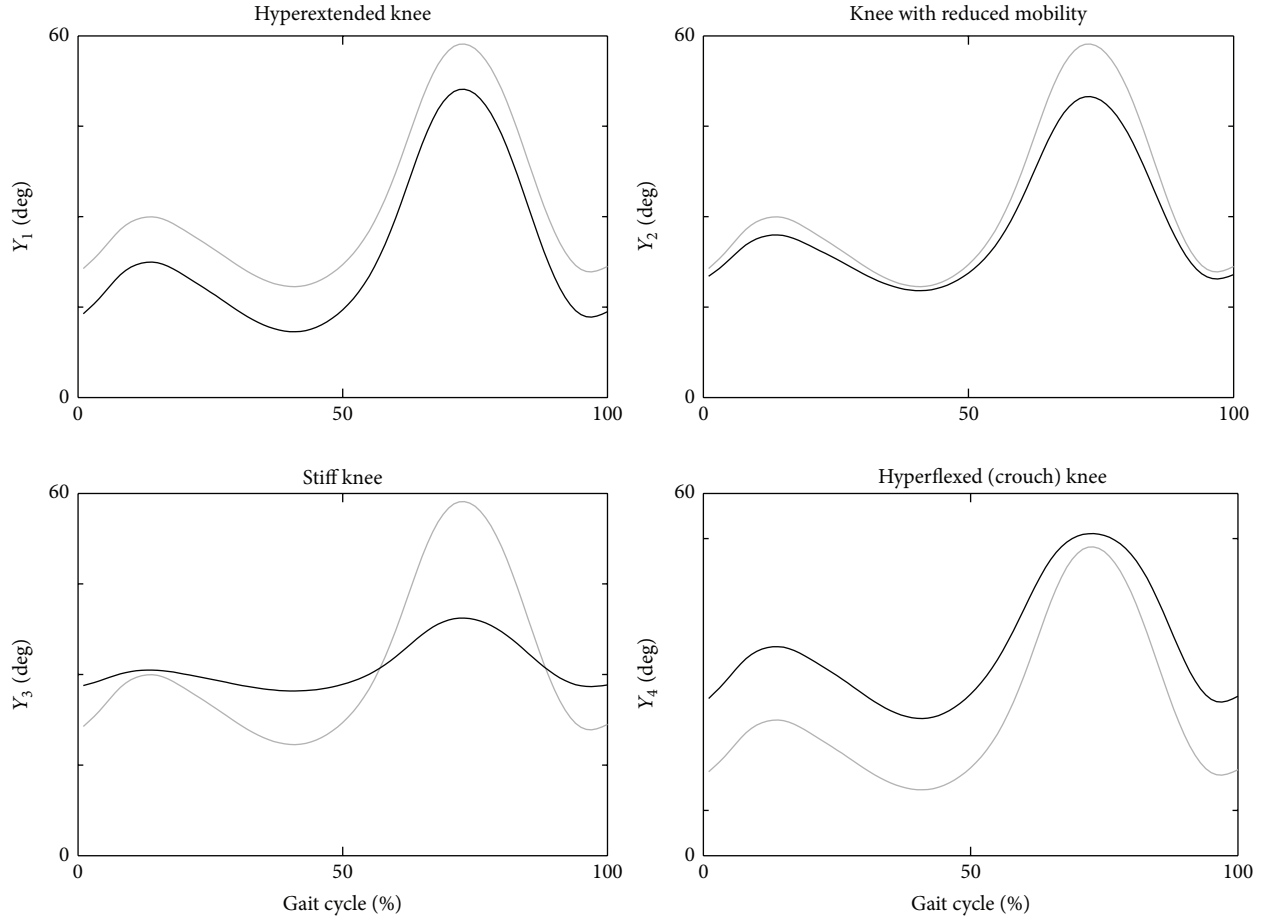 Hyperextended knee
60
Y1 (deg)
0
0
50
100
Knee with reduced mobility
60
Y2 (deg)
0
0
50
100
Stiff knee
60
Y3 (deg)
0
0
50
100
Gait cycle (%)
Hyperflexed (crouch) knee
60
Y4 (deg)
0
0
50
100
Gait cycle (%)